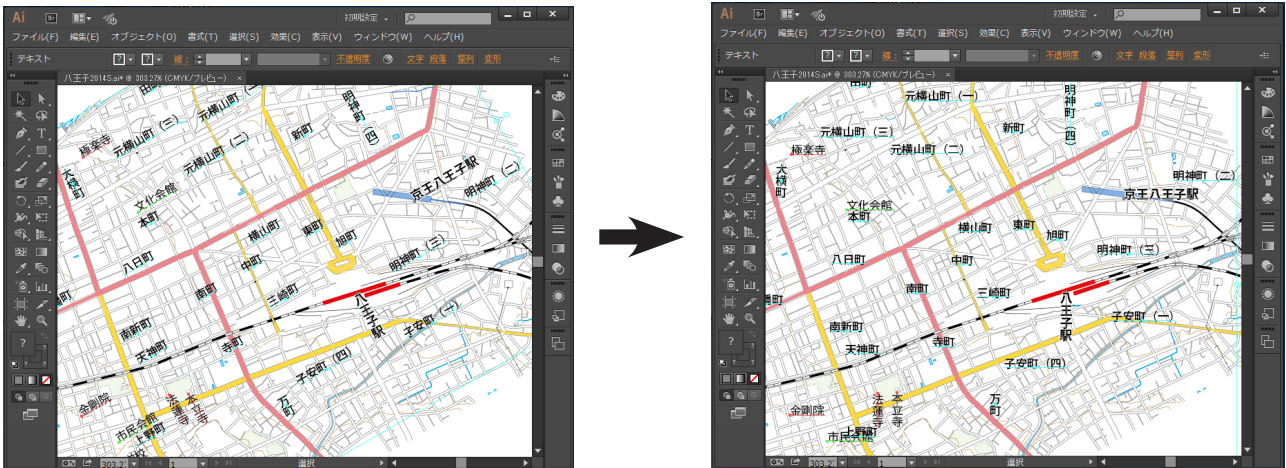 Ai Br 初期設定
ファイル(F) 編集(E) オブジェクト(O) 書式(T) 選択(S) 効果(C) 表示(V) ウィンドウ(W) ヘルプ(H)
テキスト ? ? 線: 不透明度 文字 段落 整列 変形
八王子2014S.ai* @ 303.27% (CMYK/プレビュー) ×
元横山町(一)
明神町(四)
元横山町(三)
元横山町(二)
新町
極楽寺
大横町
文化会館
本町
京王八王子駅
明神町(二)
横山町
東町
旭町
八日町
中町
明神町(三)
南町
三崎町
八王子駅
子安町(一)
南新町
天神町
寺町
子安町(四)
金剛院
法蓮寺
本立寺
万町
市民会館
上野町
?
1
選択
Ai Br 初期設定
ファイル(F) 編集(E) オブジェクト(O) 書式(T) 選択(S) 効果(C) 表示(V) ウィンドウ(W) ヘルプ(H)
テキスト ? ? 線: 不透明度 文字 段落 整列 変形
八王子2014S.ai* @ 303.27% (CMYK/プレビュー) ×
元横山町(一)
明神町(四)
元横山町(三)
新町
元横山町(二)
極楽寺
大横町
明神町(二)
京王八王子駅
文化会館
本町
横山町
東町
旭町
八日町
中町
明神町(三)
南町
三崎町
八王子駅
子安町(一)
南新町
天神町
寺町
子安町(四)
金剛院
法蓮寺
本立寺
万町
上野町
市民会館
?
1
選択